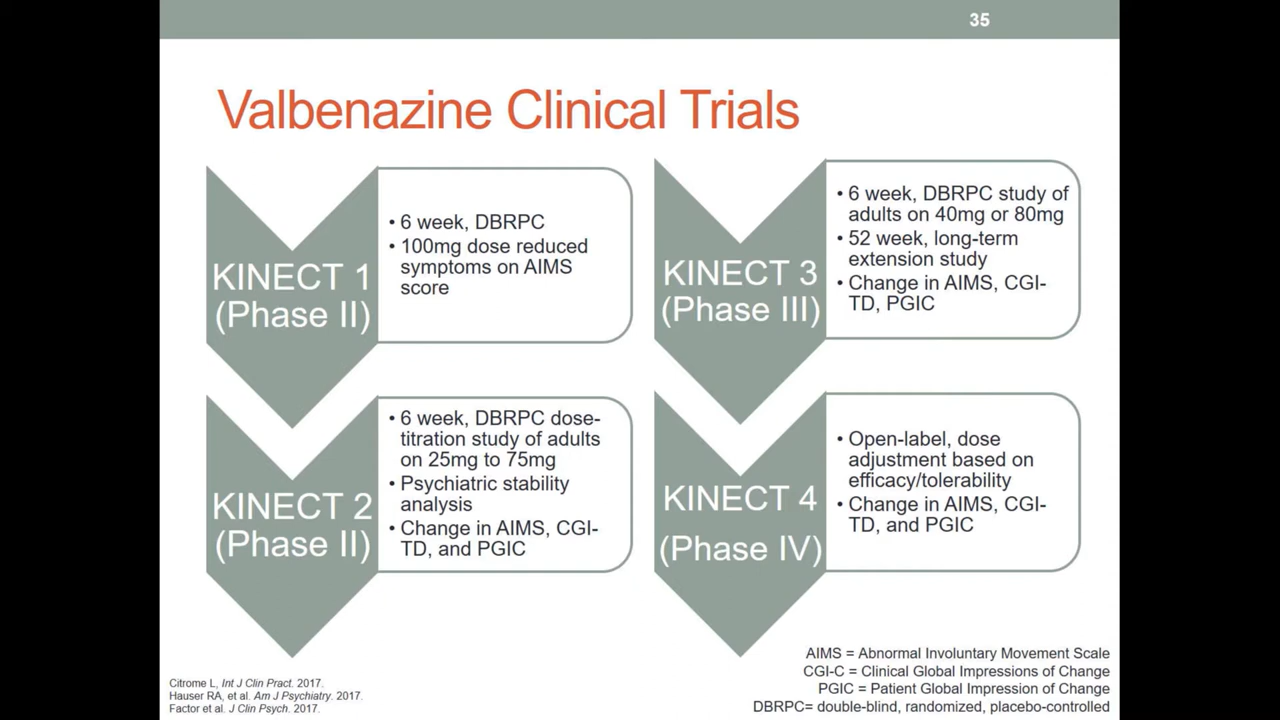 35
Valbenazine Clinical Trials
KINECT 1
(Phase II)
• 6 week, DBRPC
• 100mg dose reduced
symptoms on AIMS
score
KINECT 2
(Phase II)
• 6 week, DBRPC dose-
titration study of adults
on 25mg to 75mg
• Psychiatric stability
analysis
• Change in AIMS, CGI-
TD, and PGIC
KINECT 3
(Phase III)
• 6 week, DBRPC study of
adults on 40mg or 80mg
• 52 week, long-term
extension study
• Change in AIMS, CGI-
TD, PGIC
KINECT 4
(Phase IV)
• Open-label, dose
adjustment based on
efficacy/tolerability
• Change in AIMS, CGI-
TD, and PGIC
Citrome L, Int J Clin Pract. 2017.
Hauser RA, et al. Am J Psychiatry. 2017.
Factor et al. J Clin Psych. 2017.
AIMS = Abnormal Involuntary Movement Scale
CGI-C = Clinical Global Impressions of Change
PGIC = Patient Global Impression of Change
DBRPC= double-blind, randomized, placebo-controlled